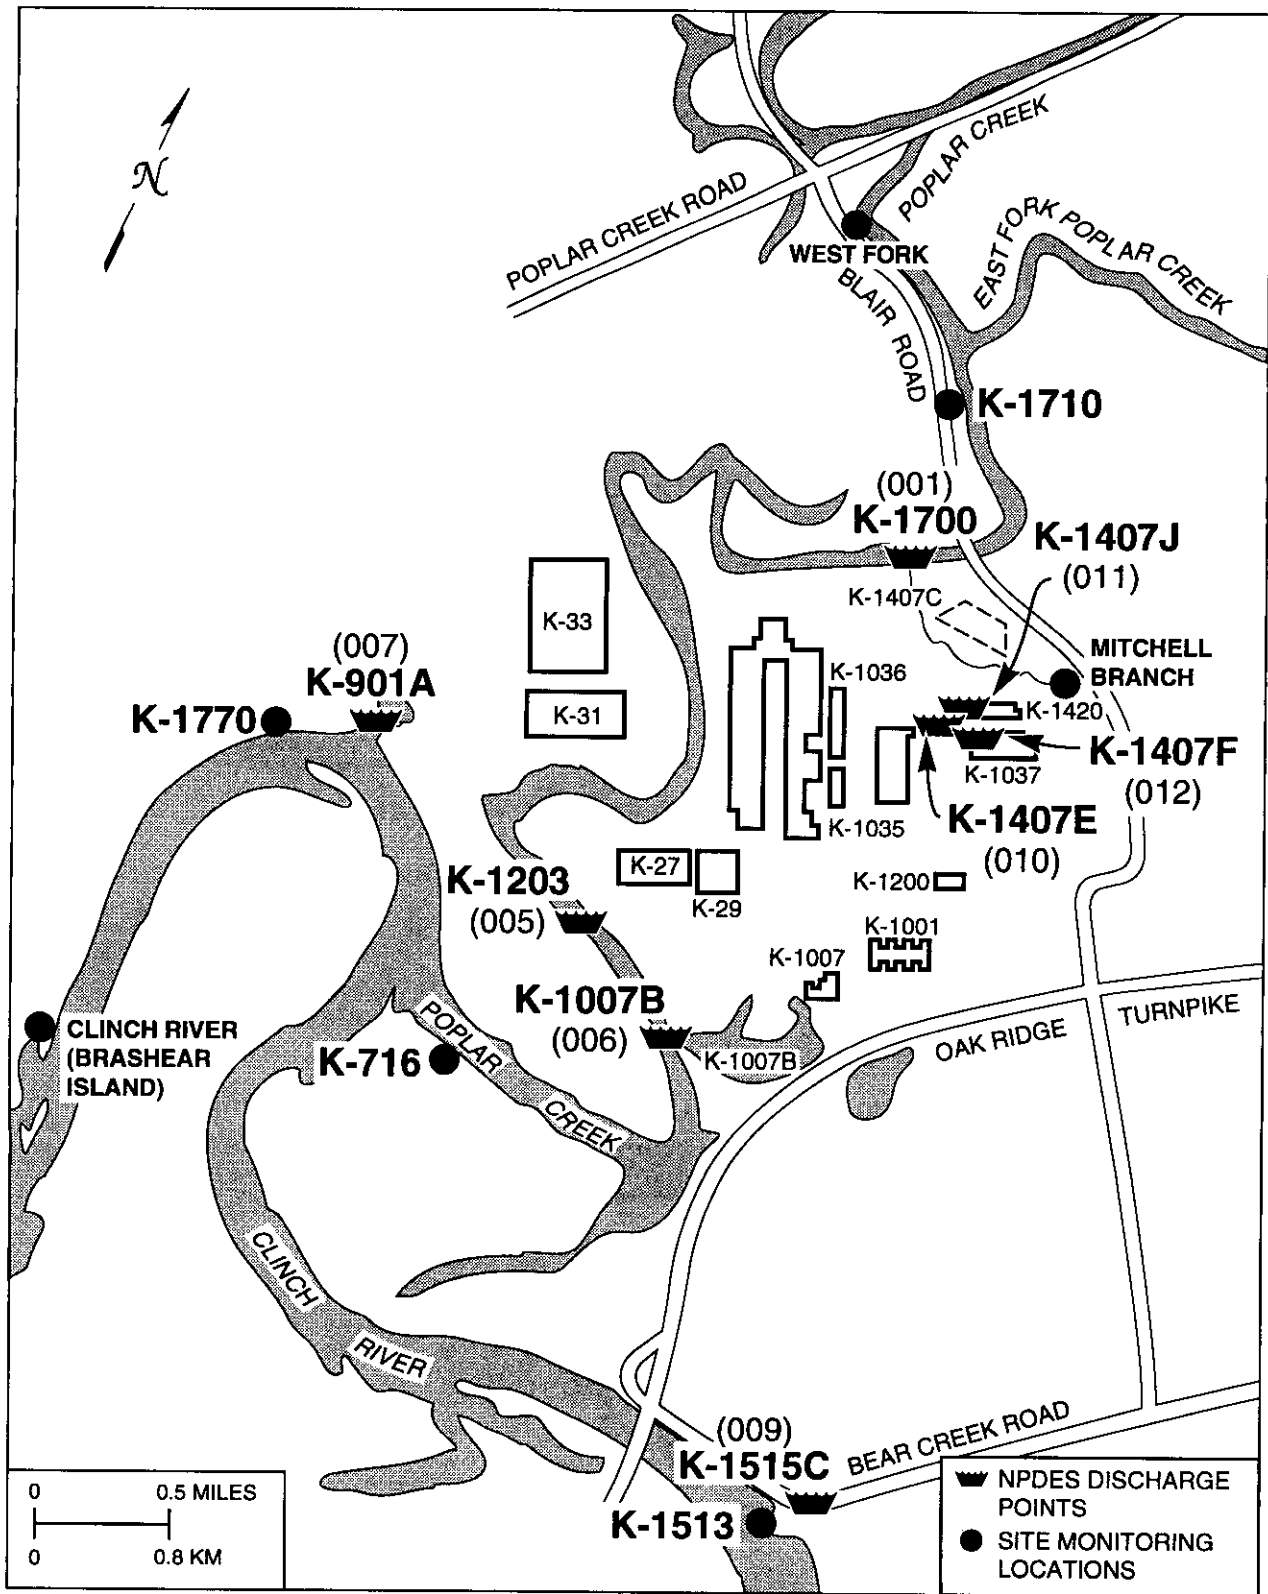 N
POPLAR CREEK ROAD
POPLAR CREEK
WEST FORK
EAST FORK POPLAR CREEK
BLAIR ROAD
K-1710
(001)
K-1700
K-1407J
(011)
K-1407C
MITCHELL
BRANCH
K-33
(007)
K-901A
K-1770
K-31
K-1036
K-1420
K-1407F
(012)
K-1037
K-1035
K-1407E
(010)
K-27
K-29
K-1203
(005)
K-1200
K-1001
K-1007
K-1007B
(006)
K-1007B
OAK RIDGE TURNPIKE
CLINCH RIVER
(BRASHEAR
ISLAND)
K-716
POPLAR
CREEK
CLINCH
RIVER
(009)
K-1515C
BEAR CREEK ROAD
K-1513
0 0.5 MILES
0 0.8 KM
NPDES DISCHARGE
POINTS
SITE MONITORING
LOCATIONS